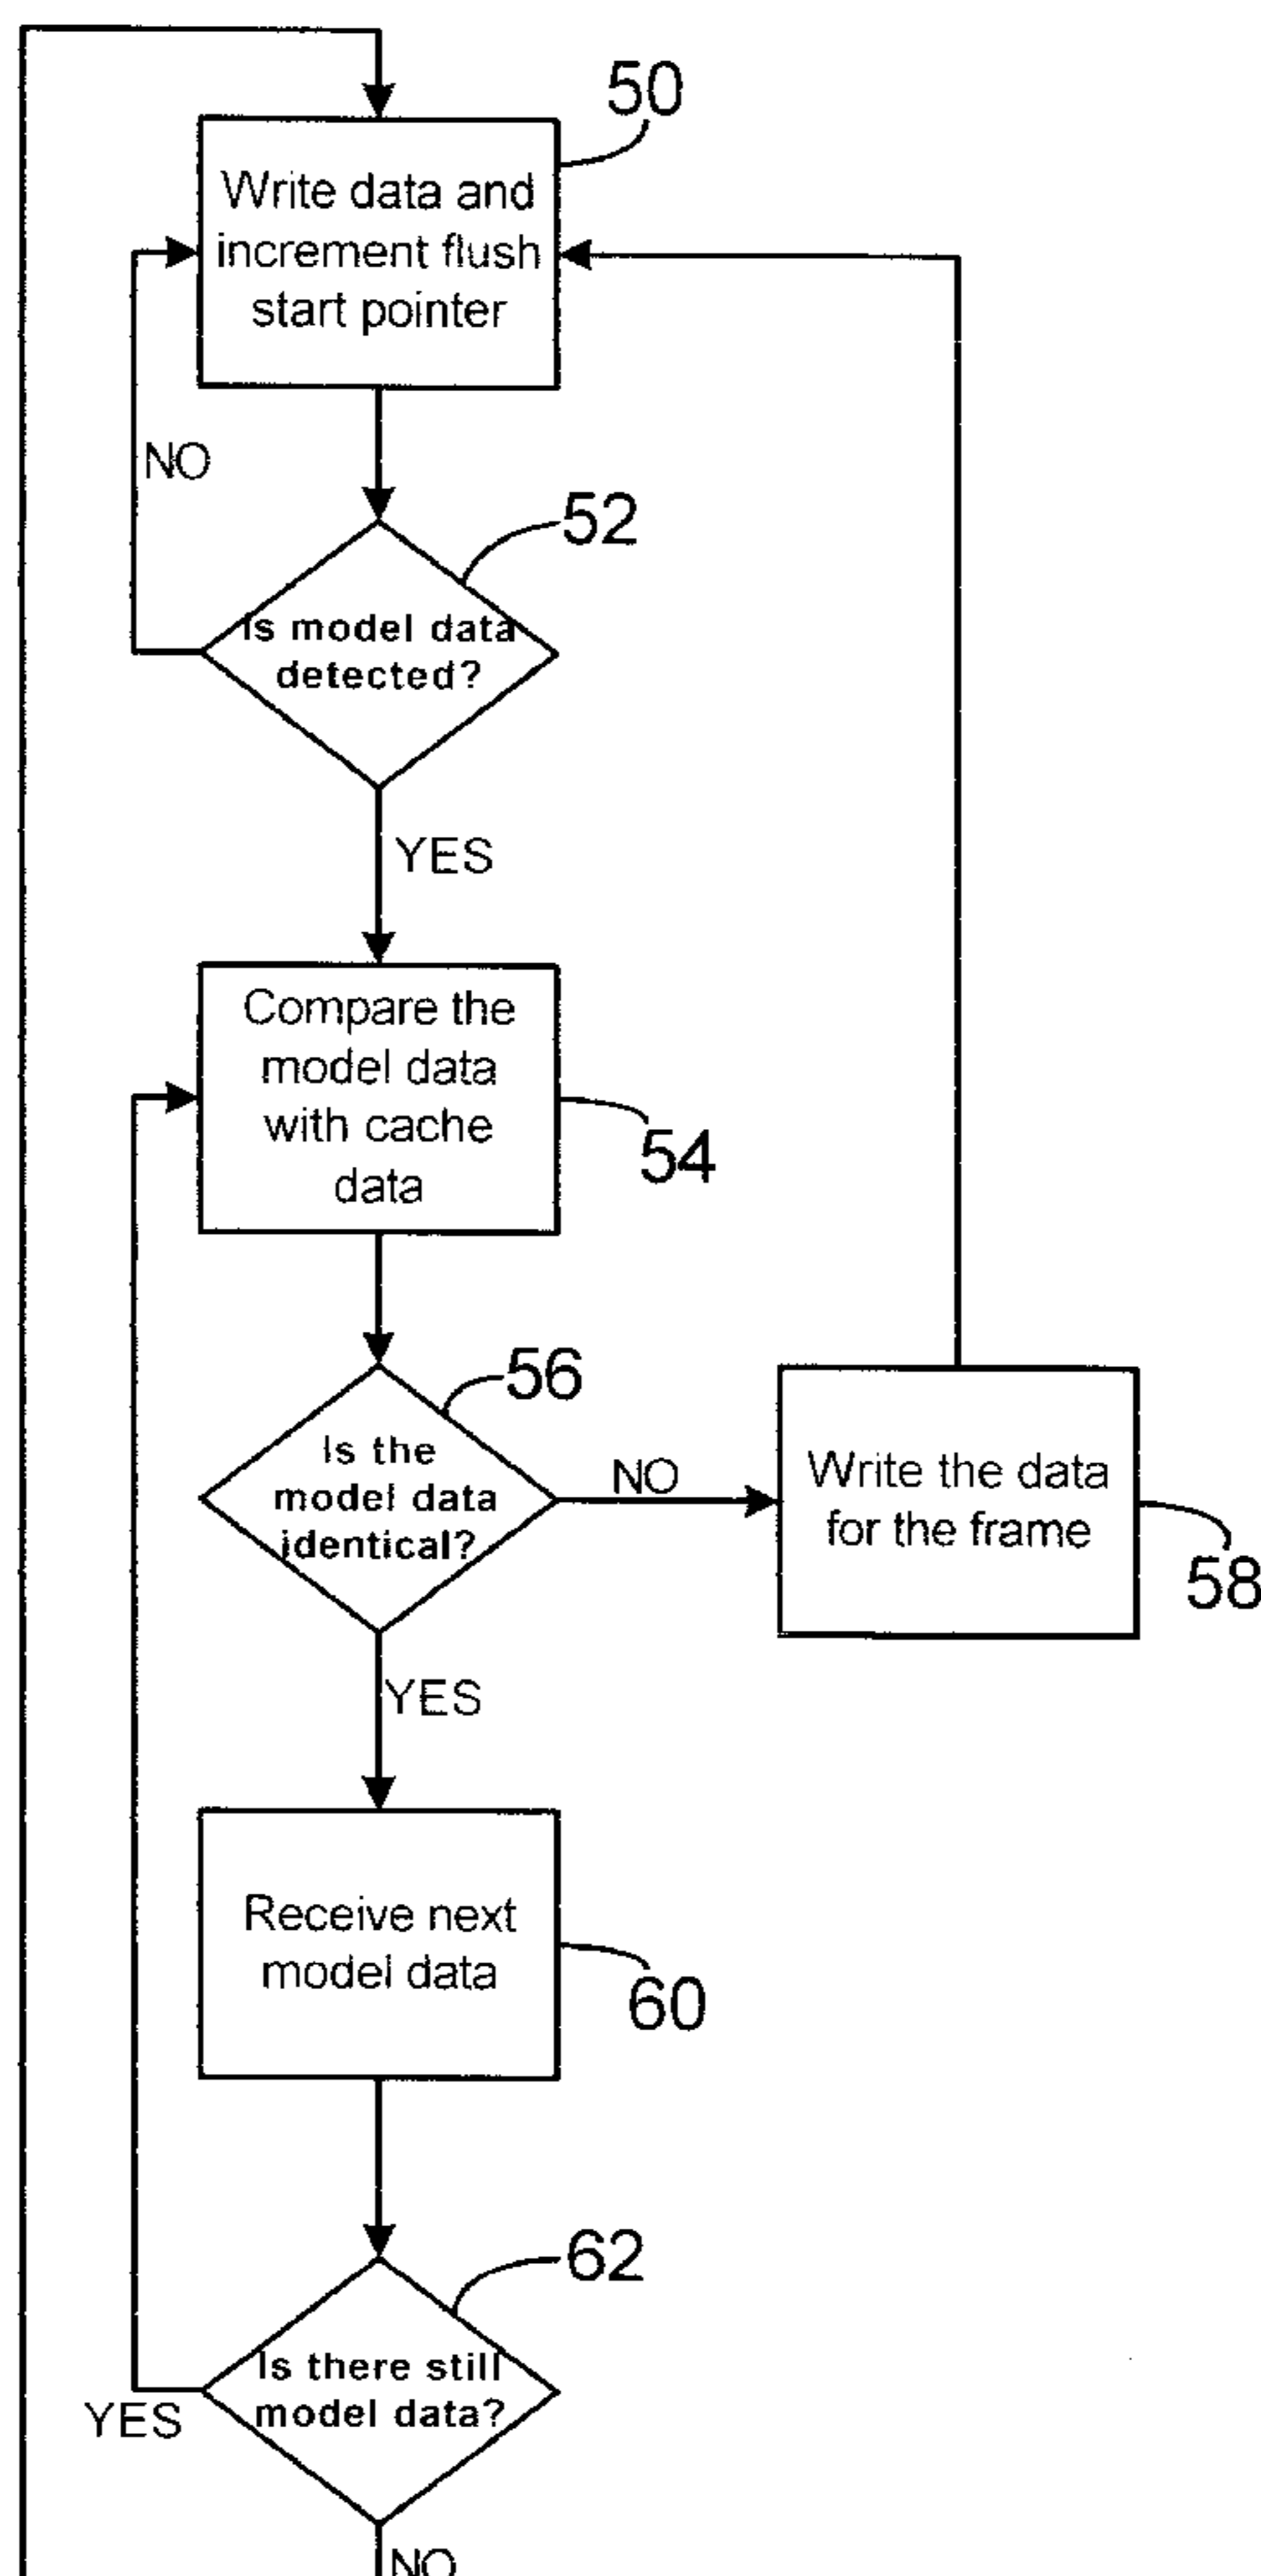 50
Write data and
increment flush
start pointer
NO
52
Is model data
detected?
YES
Compare the
model data
with cache
data
54
56
Is the
model data
identical?
NO
Write the data
for the frame
58
YES
Receive next
model data
60
62
Is there still
model data?
YES
NO